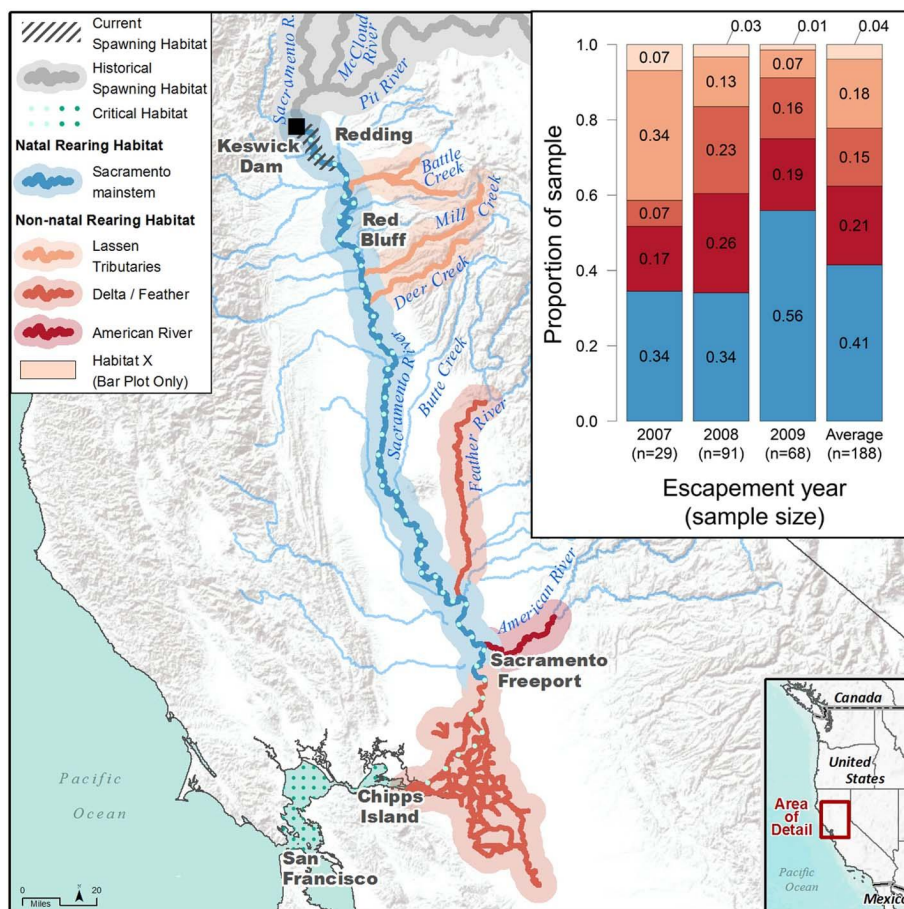 Current
Spawning Habitat
Historical
Spawning Habitat
Critical Habitat
Natal Rearing Habitat
Sacramento
mainstem
Non-natal Rearing Habitat
Lassen
Tributaries
Delta / Feather
American River
Habitat X
(Bar Plot Only)
Sacramento R.
McCloud
River
Pit River
Keswick
Dam
Redding
Battle
Creek
Red
Bluff
Mill
Creek
Deer Creek
Sacramento River
Butte Creek
Feather River
American River
Sacramento
Freeport
Chipps
Island
San
Francisco
Pacific
Ocean
0
20
Miles
N
0.03
0.01
0.04
1.0
0.8
0.6
0.4
0.2
0.0
Proportion of sample
0.07
0.34
0.07
0.17
0.34
0.13
0.23
0.26
0.34
0.07
0.16
0.19
0.56
0.18
0.15
0.21
0.41
2007
(n=29)
2008
(n=91)
2009
(n=68)
Average
(n=188)
Escapement year
(sample size)
Canada
United
States
Area
of
Detail
Pacific
Ocean
Mexico